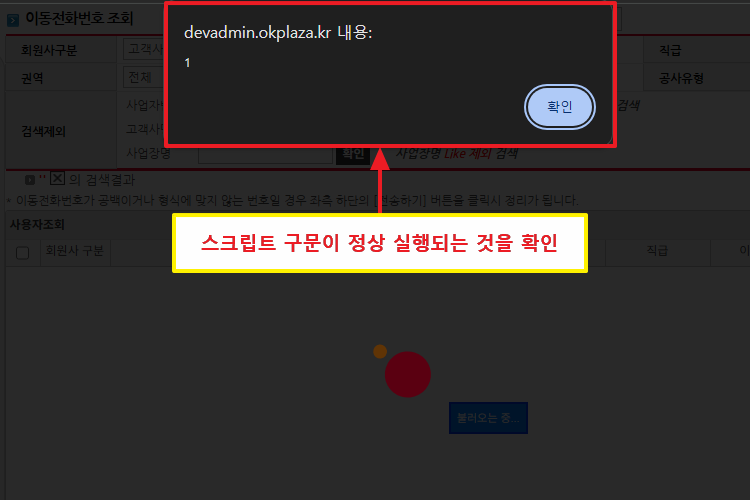 이동전화번호 조회
devadmin.okplaza.kr 내용:
1
확인
회원사구분
고객사
직급
권역
전체
공사유형
검색제외
사업자
검색
고객사
사업장명
확인
사업장명 Like 제외 검색
'' 의 검색결과
* 이동전화번호가 공백이거나 형식에 맞지 않는 번호일 경우 좌측 하단의 [전송하기] 버튼을 클릭시 정리가 됩니다.
사용자조회
스크립트 구문이 정상 실행되는 것을 확인
회원사 구분
직급
이
불러오는 중...